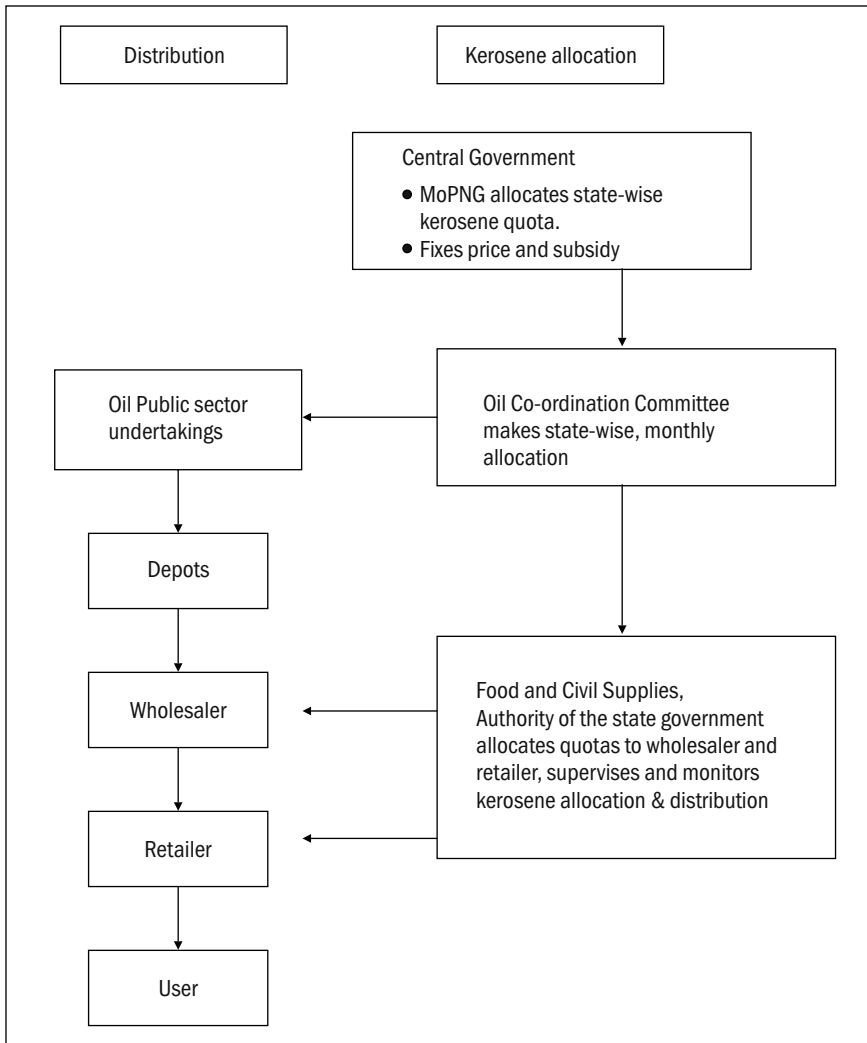 Distribution
Kerosene allocation
Central Government
● MoPNG allocates state-wise
kerosene quota.
● Fixes price and subsidy
Oil Public sector
undertakings
Oil Co-ordination Committee
makes state-wise, monthly
allocation
Depots
Wholesaler
Food and Civil Supplies,
Authority of the state government
allocates quotas to wholesaler and
retailer, supervises and monitors
kerosene allocation & distribution
Retailer
User